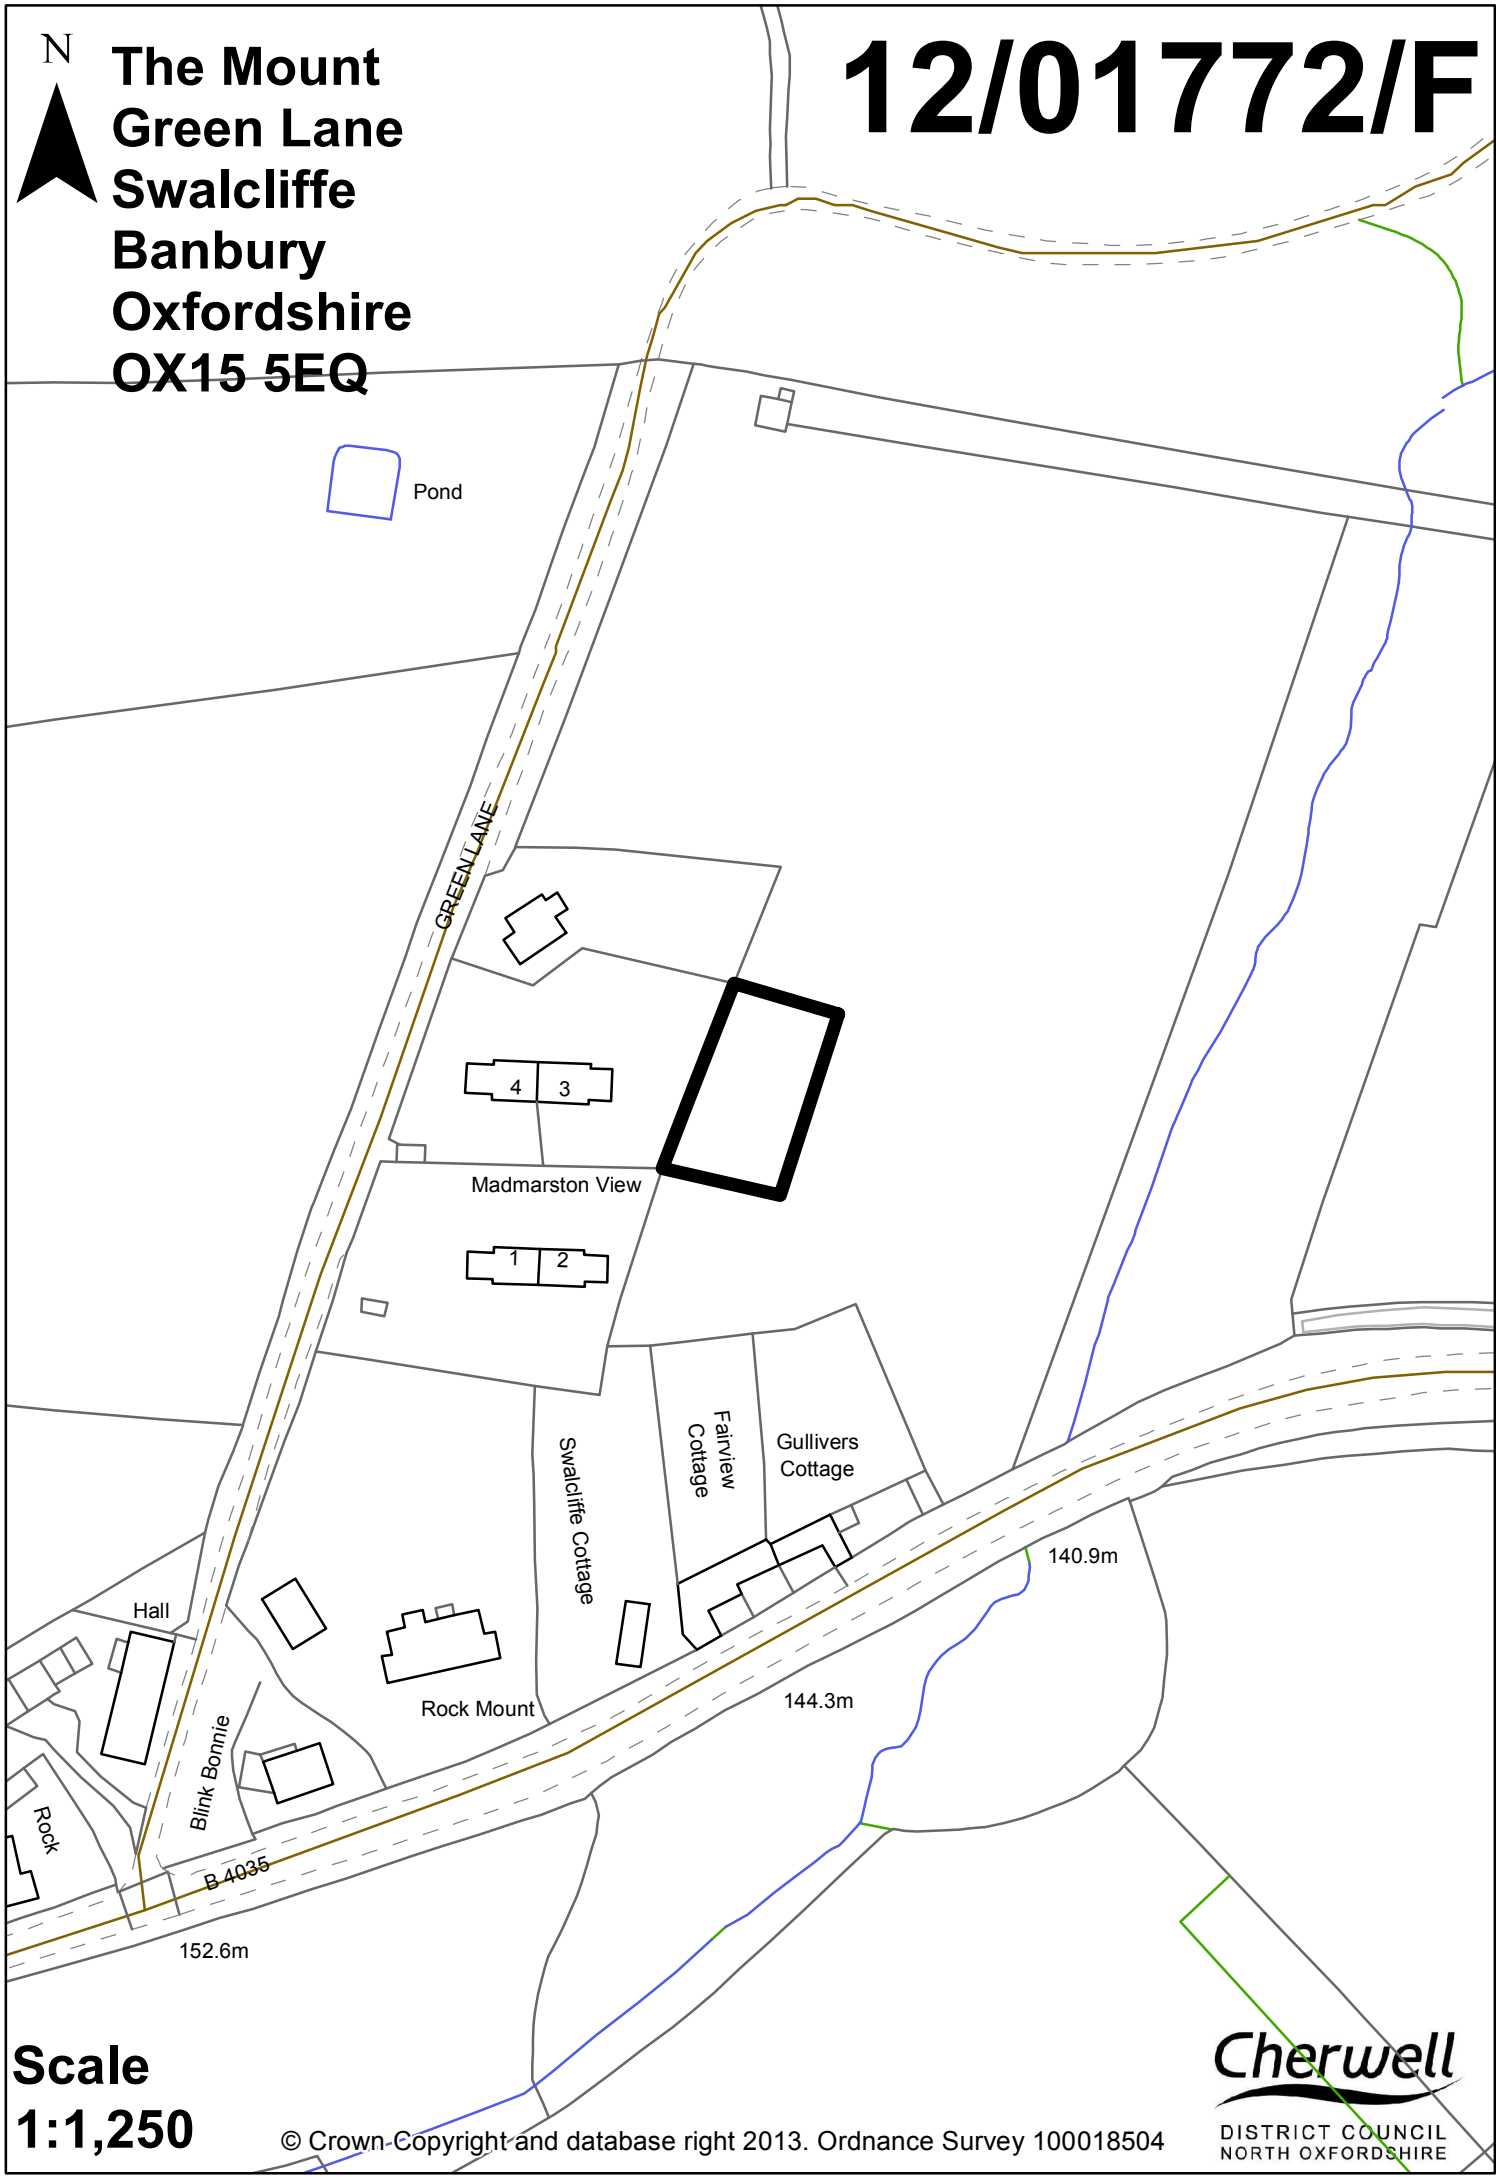 N
The Mount
Green Lane
Swalcliffe
Banbury
Oxfordshire
OX15 5EQ
12/01772/F
Pond
GREEN LANE
4
3
Madmarston View
1
2
Fairview
Cottage
Gullivers
Cottage
Swalcliffe Cottage
140.9m
Hall
Rock Mount
144.3m
Blink Bonnie
Rock
B 4035
152.6m
Scale
1:1,250
© Crown Copyright and database right 2013. Ordnance Survey 100018504
Cherwell
DISTRICT COUNCIL
NORTH OXFORDSHIRE